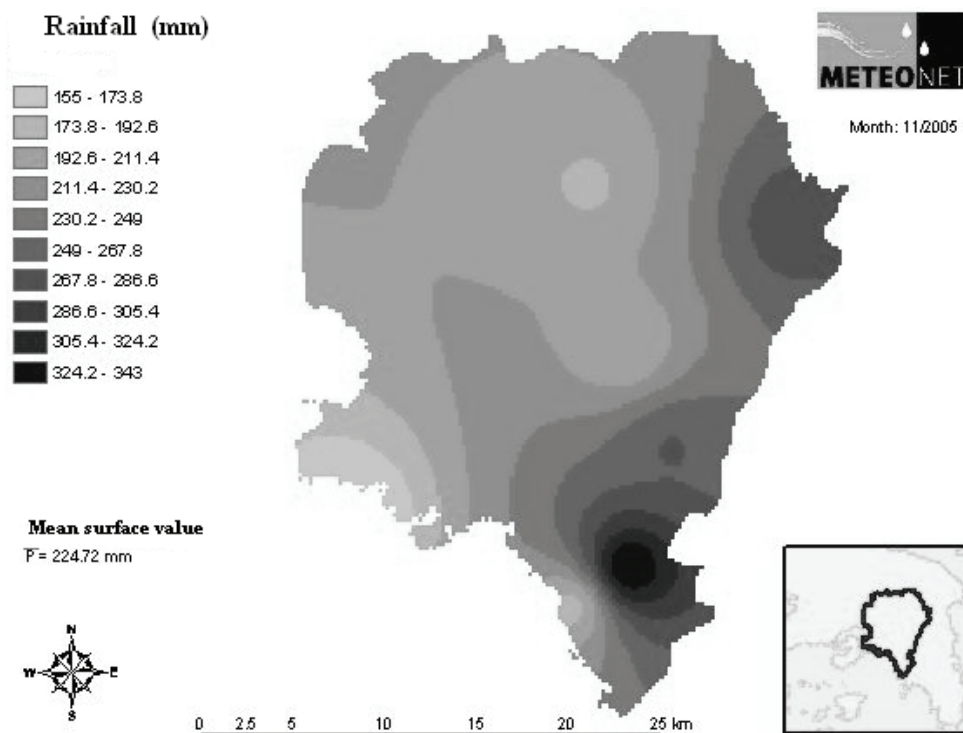 Rainfall (mm)
155 - 173.8
173.8 - 192.6
192.6 - 211.4
211.4 - 230.2
230.2 - 249
249 - 267.8
267.8 - 286.6
286.6 - 305.4
305.4 - 324.2
324.2 - 343
METEONET
Month: 11/2005
Mean surface value
P = 224.72 mm
N
W E
S
0 2.5 5 10 15 20 25 km